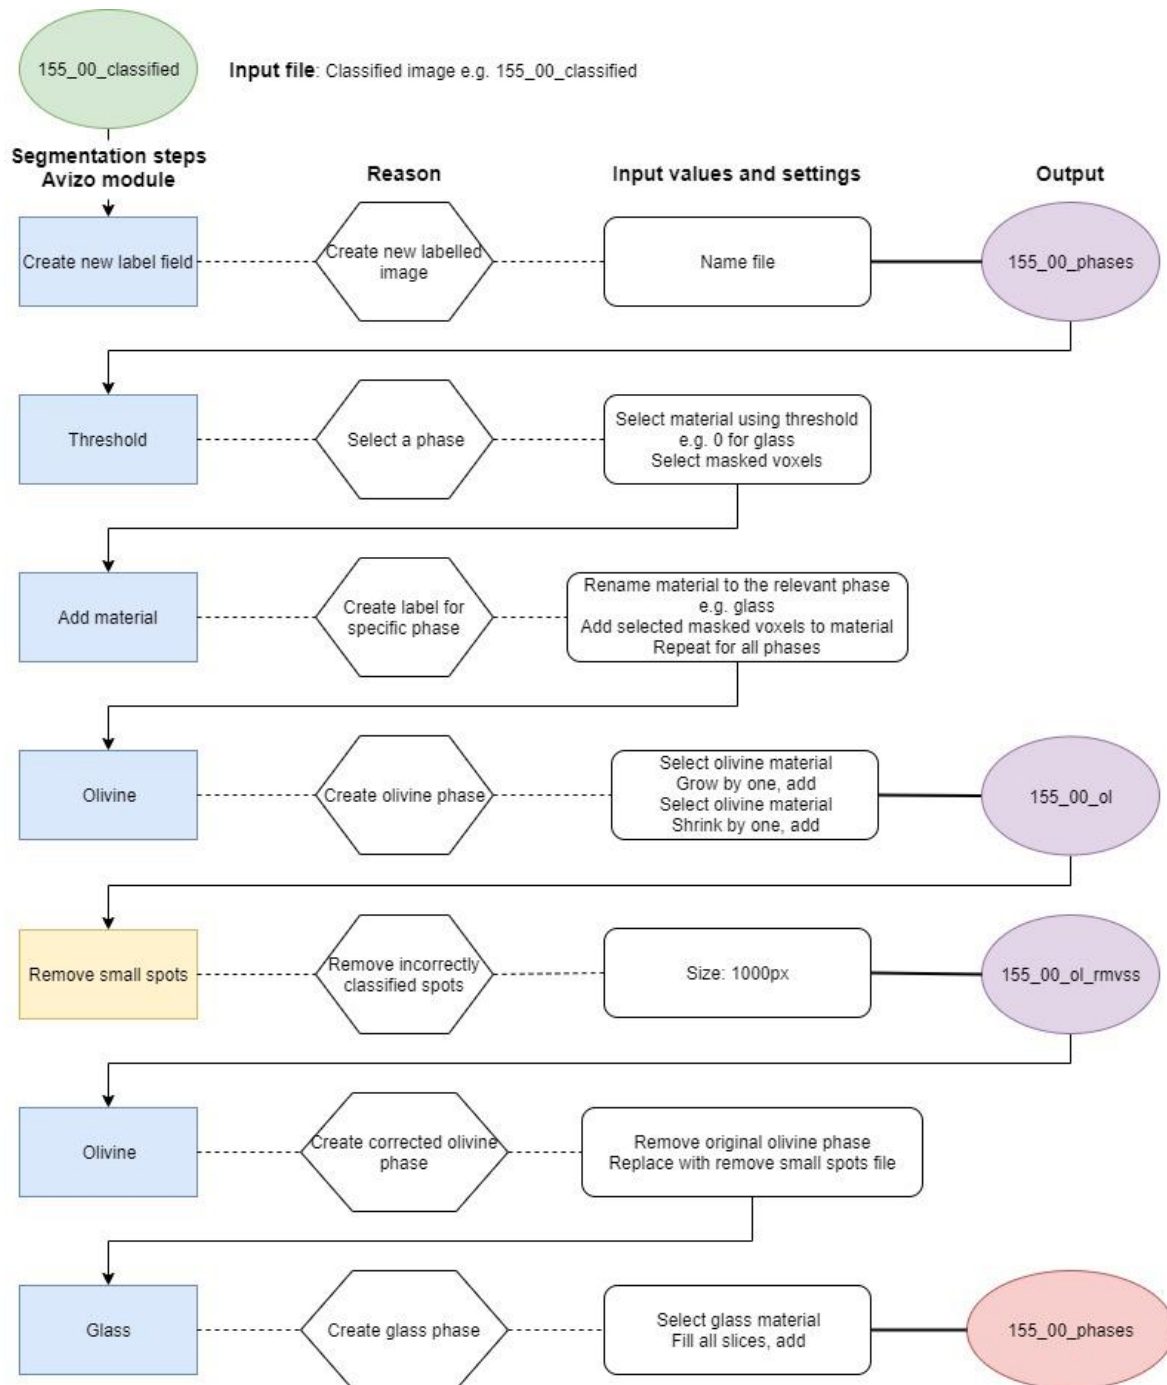 155_00_classified
Input file: Classified image e.g. 155_00_classified
Segmentation steps
Avizo module
Reason
Input values and settings
Output
Create new label field
Create new labelled
image
Name file
155_00_phases
Threshold
Select a phase
Select material using threshold
e.g. 0 for glass
Select masked voxels
Add material
Create label for
specific phase
Rename material to the relevant phase
e.g. glass
Add selected masked voxels to material
Repeat for all phases
Olivine
Create olivine phase
Select olivine material
Grow by one, add
Select olivine material
Shrink by one, add
155_00_ol
Remove small spots
Remove incorrectly
classified spots
Size: 1000px
155_00_ol_rmvss
Olivine
Create corrected olivine
phase
Remove original olivine phase
Replace with remove small spots file
Glass
Create glass phase
Select glass material
Fill all slices, add
155_00_phases